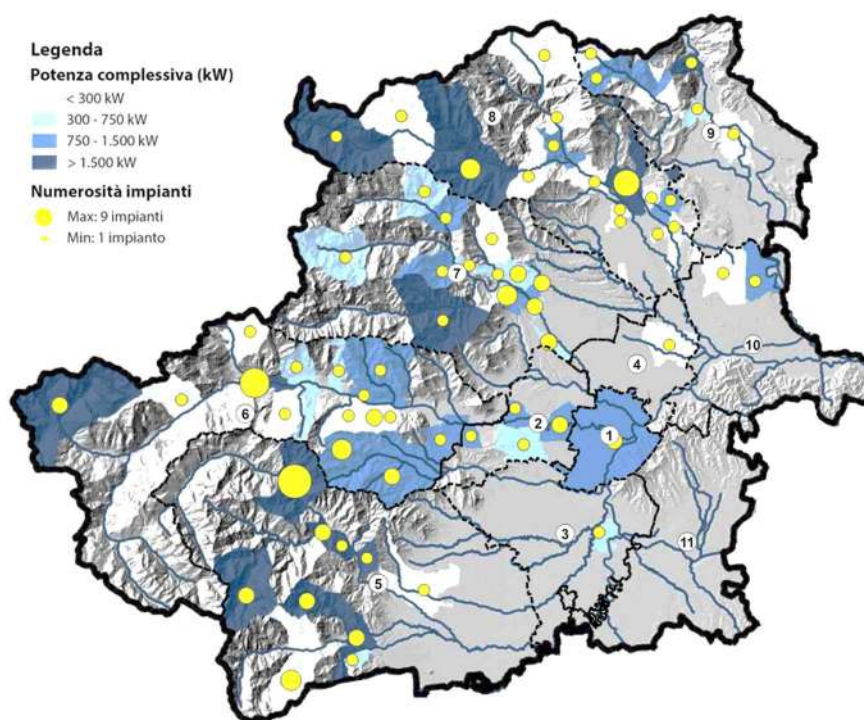 Legenda
Potenza complessiva (kW)
< 300 kW
300 - 750 kW
750 - 1.500 kW
> 1.500 kW
Numerosità impianti
Max: 9 impianti
Min: 1 impianto
8
9
7
10
4
6
2
1
3
11
5